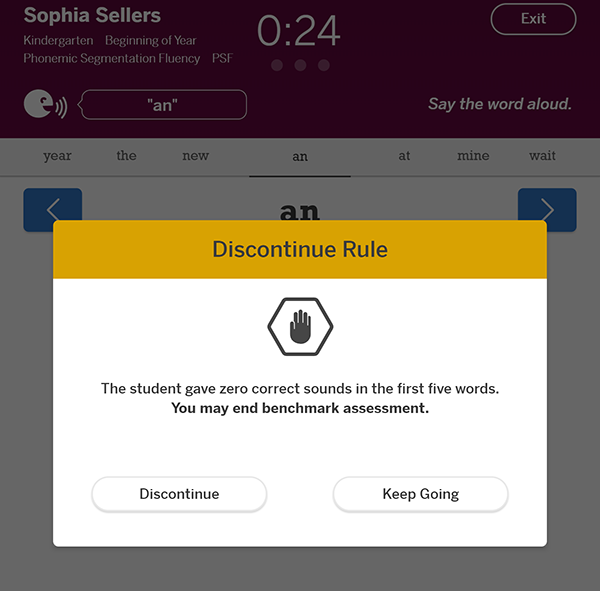 Sophia Sellers
0:24
Exit
Kindergarten Beginning of Year
Phonemic Segmentation Fluency PSF
"an"
Say the word aloud.
year the new an at mine wait
an
Discontinue Rule
The student gave zero correct sounds in the first five words.
You may end benchmark assessment.
Discontinue Keep Going